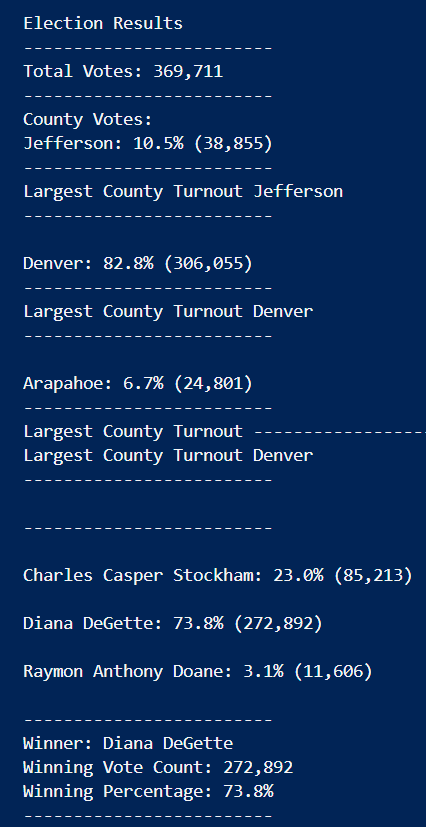 Election Results
-------------------------
Total Votes: 369,711
-------------------------
County Votes:
Jefferson: 10.5% (38,855)
-------------------------
Largest County Turnout Jefferson
-------------------------
Denver: 82.8% (306,055)
-------------------------
Largest County Turnout Denver
-------------------------
Arapahoe: 6.7% (24,801)
-------------------------
Largest County Turnout ------------------
Largest County Turnout Denver
-------------------------
-------------------------
Charles Casper Stockham: 23.0% (85,213)
Diana DeGette: 73.8% (272,892)
Raymon Anthony Doane: 3.1% (11,606)
-------------------------
Winner: Diana DeGette
Winning Vote Count: 272,892
Winning Percentage: 73.8%
-------------------------